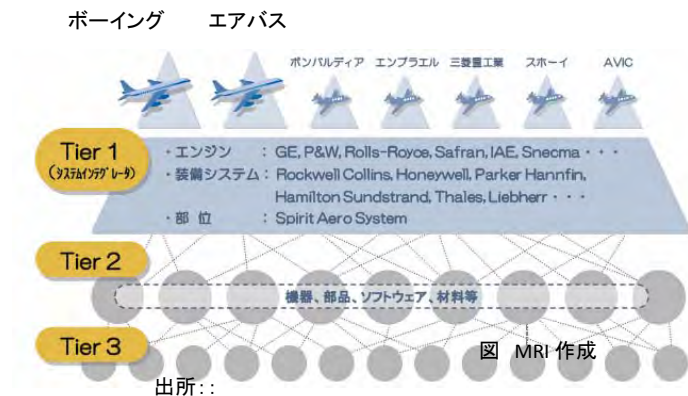 ボーイング エアバス
ボンバルディア エンブラエル 三菱重工業 スホーイ AVIC
Tier 1
(システムインテグレータ)
・エンジン : GE, P&W, Rolls-Royce, Safran, IAE, Snecma・・・
・装備システム : Rockwell Collins, Honeywell, Parker Hannfin,
Hamilton Sundstrand, Thales, Liebherr・・・
・部 位 : Spirit Aero System
Tier 2
機器、部品、ソフトウェア、材料等
Tier 3
図 MRI 作成
出所::